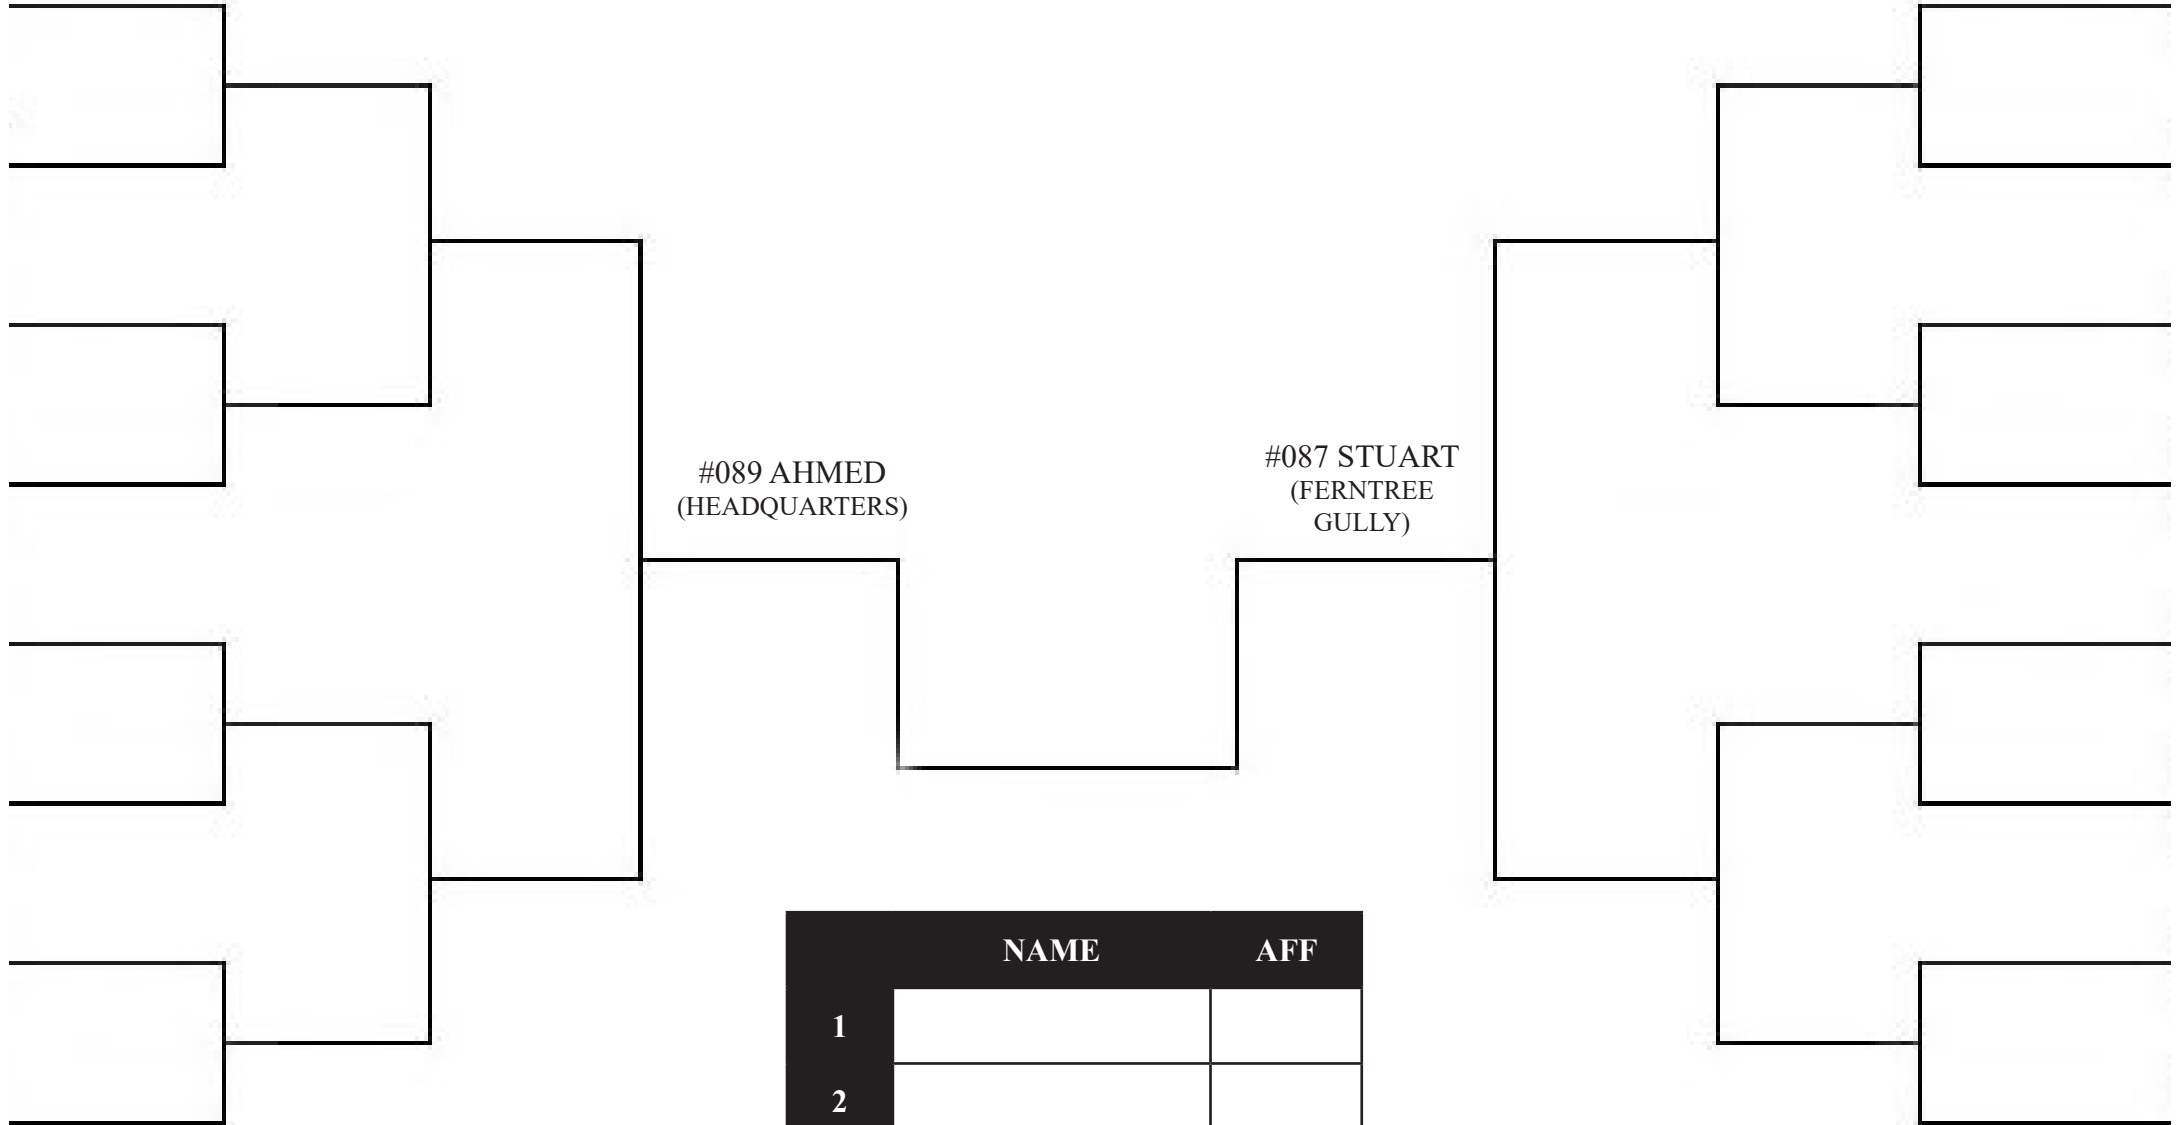 #089 AHMED
(HEADQUARTERS)
#087 STUART
(FERNTREE
GULLY)
NAME AFF
1
2